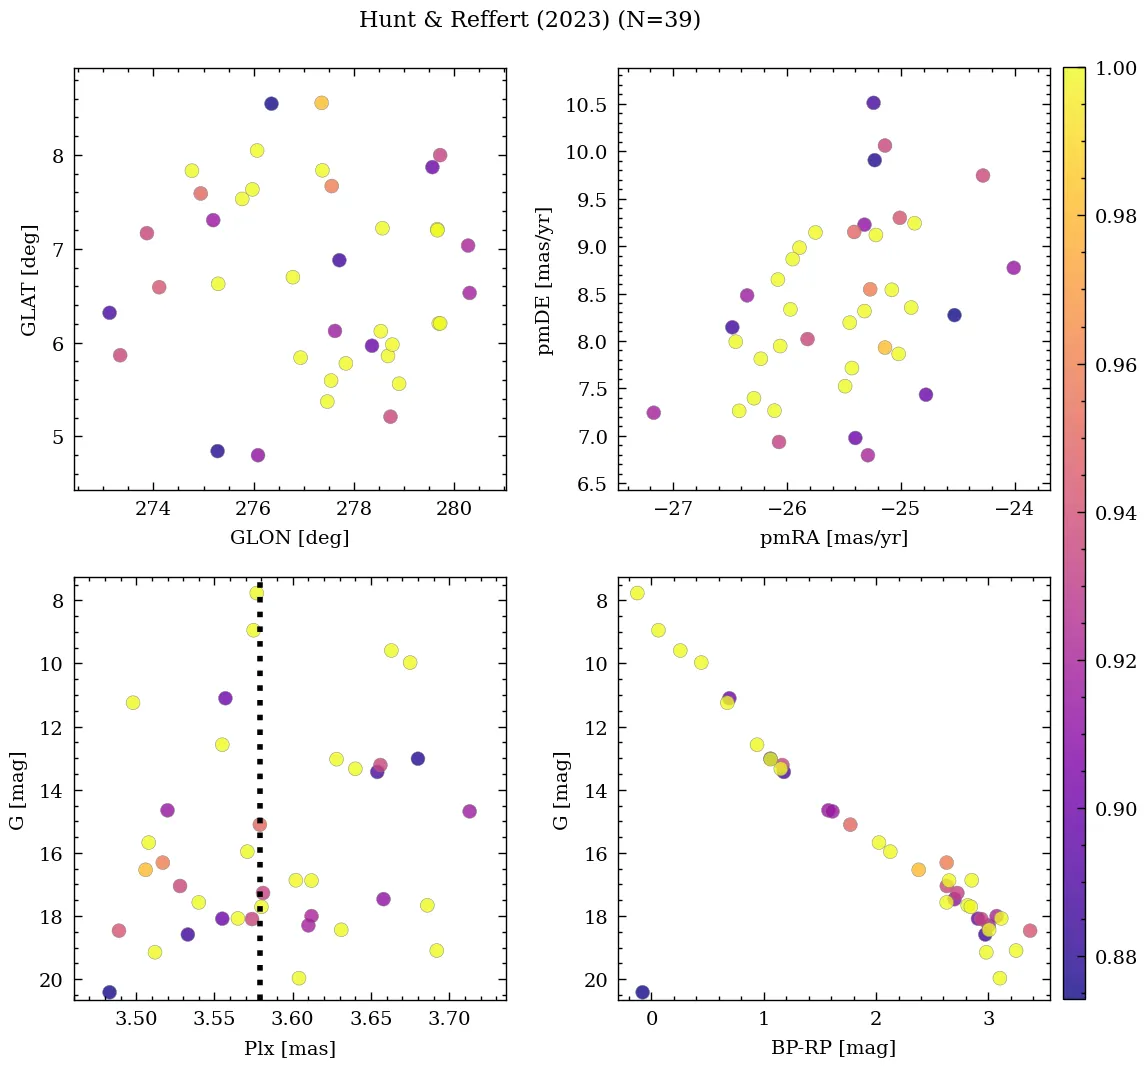 Hunt & Reffert (2023) (N=39)
8
7
6
5
GLAT [deg]
274 276 278 280
GLON [deg]
10.5
10.0
9.5
9.0
8.5
8.0
7.5
7.0
6.5
pmDE [mas/yr]
−27 −26 −25 −24
pmRA [mas/yr]
1.00
0.98
0.96
0.94
0.92
0.90
0.88
8
10
12
14
16
18
20
G [mag]
3.50 3.55 3.60 3.65 3.70
Plx [mas]
8
10
12
14
16
18
20
G [mag]
0 1 2 3
BP-RP [mag]